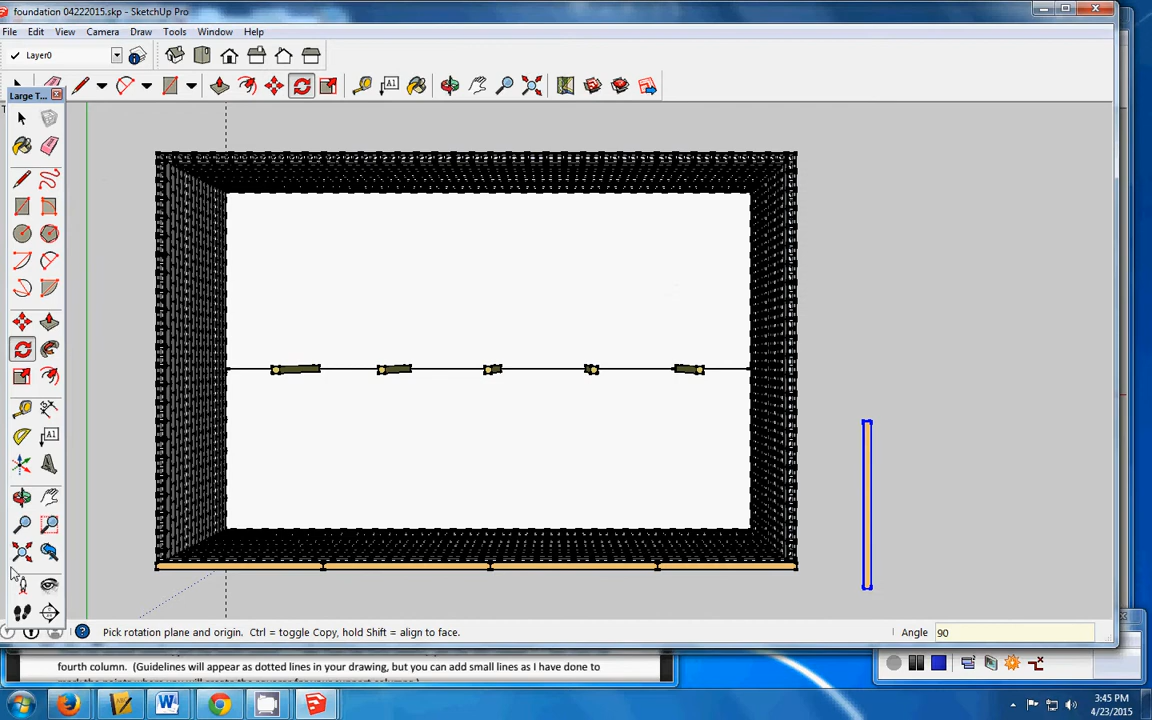 foundation 04222015.skp - SketchUp Pro
File Edit View Camera Draw Tools Window Help
Layer0
A1
Large T...
A1
Pick rotation plane and origin. Ctrl = toggle Copy, hold Shift = align to face.
Angle 90
fourth column. (Guidelines will appear as dotted lines in your drawing, but you can add small lines as I have done to
3:45 PM
4/23/2015